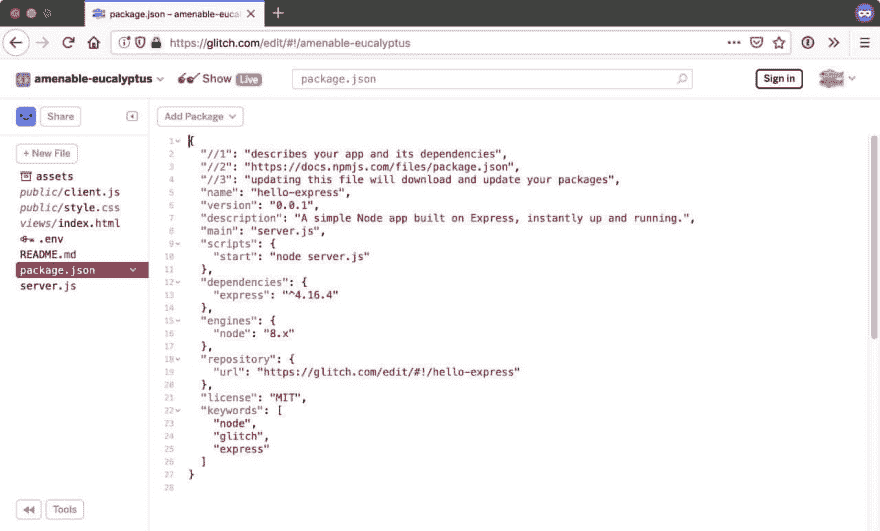 package.json – amenable-euca
https://glitch.com/edit/#!/amenable-eucalyptus
amenable-eucalyptus
Show Live
package.json
Sign in
Share
Add Package
+ New File
assets
public/client.js
public/style.css
views/index.html
.env
README.md
package.json
server.js
1 {
2 "//1": "describes your app and its dependencies",
3 "//2": "https://docs.npmjs.com/files/package.json",
4 "//3": "updating this file will download and update your packages",
5 "name": "hello-express",
6 "version": "0.0.1",
7 "description": "A simple Node app built on Express, instantly up and running.",
8 "main": "server.js",
9 "scripts": {
10 "start": "node server.js"
11 },
12 "dependencies": {
13 "express": "^4.16.4"
14 },
15 "engines": {
16 "node": "8.x"
17 },
18 "repository": {
19 "url": "https://glitch.com/edit/#!/hello-express"
20 },
21 "license": "MIT",
22 "keywords": [
23 "node",
24 "glitch",
25 "express"
26 ]
27 }
28
Tools